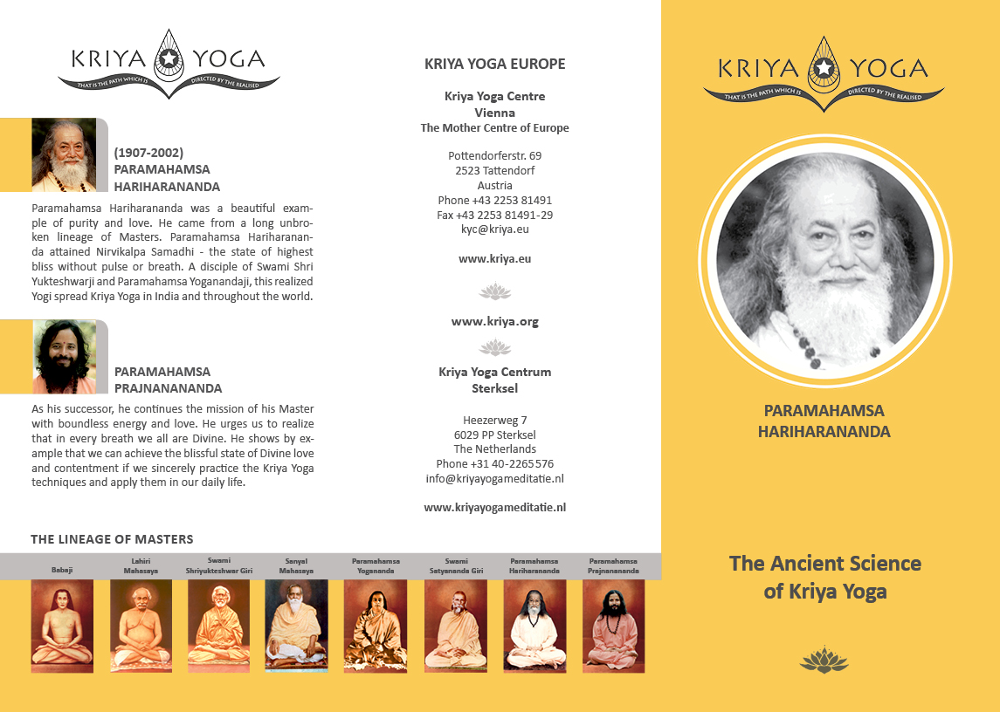 KRIYA YOGA
THAT IS THE PATH WHICH IS DIRECTED BY THE REALISED
(1907-2002)
PARAMAHAMSA
HARIHARANANDA
Paramahamsa Hariharananda was a beautiful exam-
ple of purity and love. He came from a long unbro-
ken lineage of Masters. Paramahamsa Hariharanan-
da attained Nirvikalpa Samadhi - the state of highest
bliss without pulse or breath. A disciple of Swami Shri
Yukteshwarji and Paramahamsa Yoganandaji, this realized
Yogi spread Kriya Yoga in India and throughout the world.
PARAMAHAMSA
PRAJNANANANDA
As his successor, he continues the mission of his Master
with boundless energy and love. He urges us to realize
that in every breath we all are Divine. He shows by ex-
ample that we can achieve the blissful state of Divine love
and contentment if we sincerely practice the Kriya Yoga
techniques and apply them in our daily life.
THE LINEAGE OF MASTERS
Babaji
Lahiri
Mahasaya
Swami
Shriyukteshwar Giri
Sanyal
Mahasaya
Paramahamsa
Yogananda
Swami
Satyananda Giri
Paramahamsa
Hariharananda
Paramahamsa
Prajnanananda
KRIYA YOGA EUROPE
Kriya Yoga Centre
Vienna
The Mother Centre of Europe
Pottendorferstr. 69
2523 Tattendorf
Austria
Phone +43 2253 81491
Fax +43 2253 81491-29
kyc@kriya.eu
www.kriya.eu
www.kriya.org
Kriya Yoga Centrum
Sterksel
Heezerweg 7
6029 PP Sterksel
The Netherlands
Phone +31 40-2265576
info@kriyayogameditatie.nl
www.kriyayogameditatie.nl
KRIYA YOGA
THAT IS THE PATH WHICH IS DIRECTED BY THE REALISED
PARAMAHAMSA
HARIHARANANDA
The Ancient Science
of Kriya Yoga